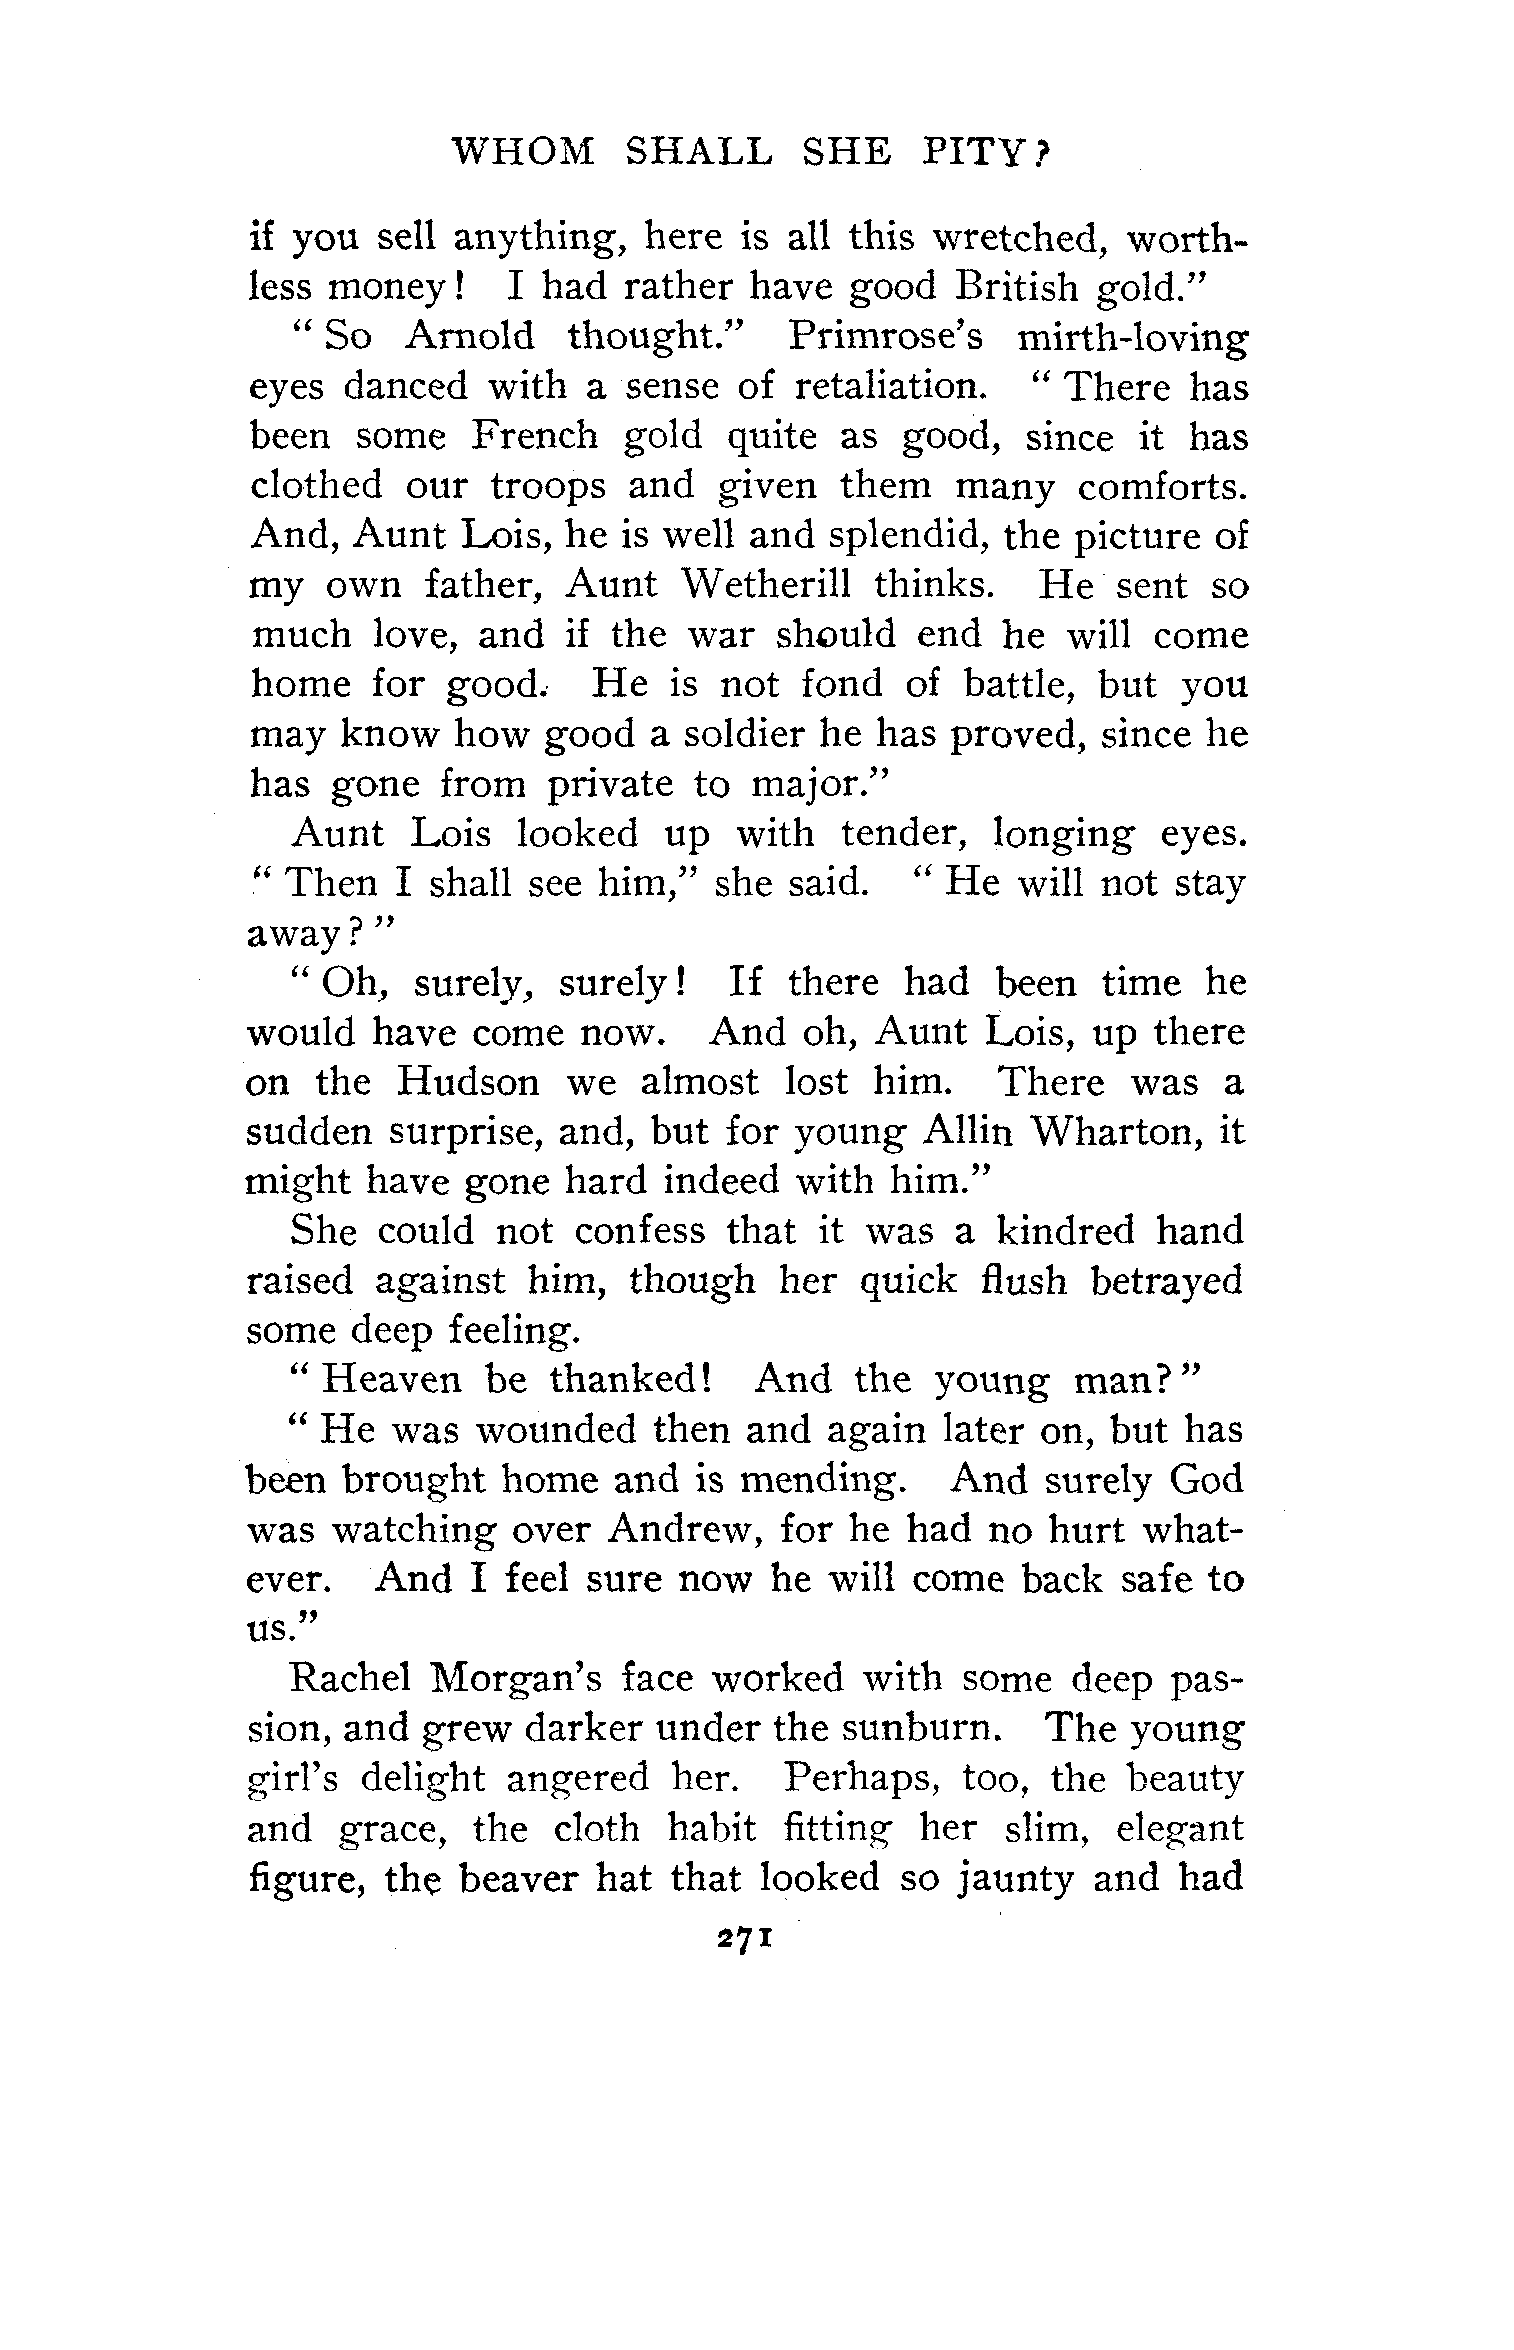 WHOM SHALL SHE PITY?
if you sell anything, here is all this wretched, worth-
less money! I had rather have good British gold.”
“ So Arnold thought.” Primrose’s mirth-loving
eyes danced with a sense of retaliation. “ There has
been some French gold quite as good, since it has
clothed our troops and given them many comforts.
And, Aunt Lois, he is well and splendid, the picture of
my own father, Aunt Wetherill thinks. He sent so
much love, and if the war should end he will come
home for good. He is not fond of battle, but you
may know how good a soldier he has proved, since he
has gone from private to major.”
Aunt Lois looked up with tender, longing eyes.
“ Then I shall see him,” she said. “ He will not stay
away? ”
“ Oh, surely, surely! If there had been time he
would have come now. And oh, Aunt Lois, up there
on the Hudson we almost lost him. There was a
sudden surprise, and, but for young Allin Wharton, it
might have gone hard indeed with him.”
She could not confess that it was a kindred hand
raised against him, though her quick flush betrayed
some deep feeling.
“ Heaven be thanked! And the young man? ”
“ He was wounded then and again later on, but has
been brought home and is mending. And surely God
was watching over Andrew, for he had no hurt what-
ever. And I feel sure now he will come back safe to
us.”
Rachel Morgan’s face worked with some deep pas-
sion, and grew darker under the sunburn. The young
girl’s delight angered her. Perhaps, too, the beauty
and grace, the cloth habit fitting her slim, elegant
figure, the beaver hat that looked so jaunty and had
271